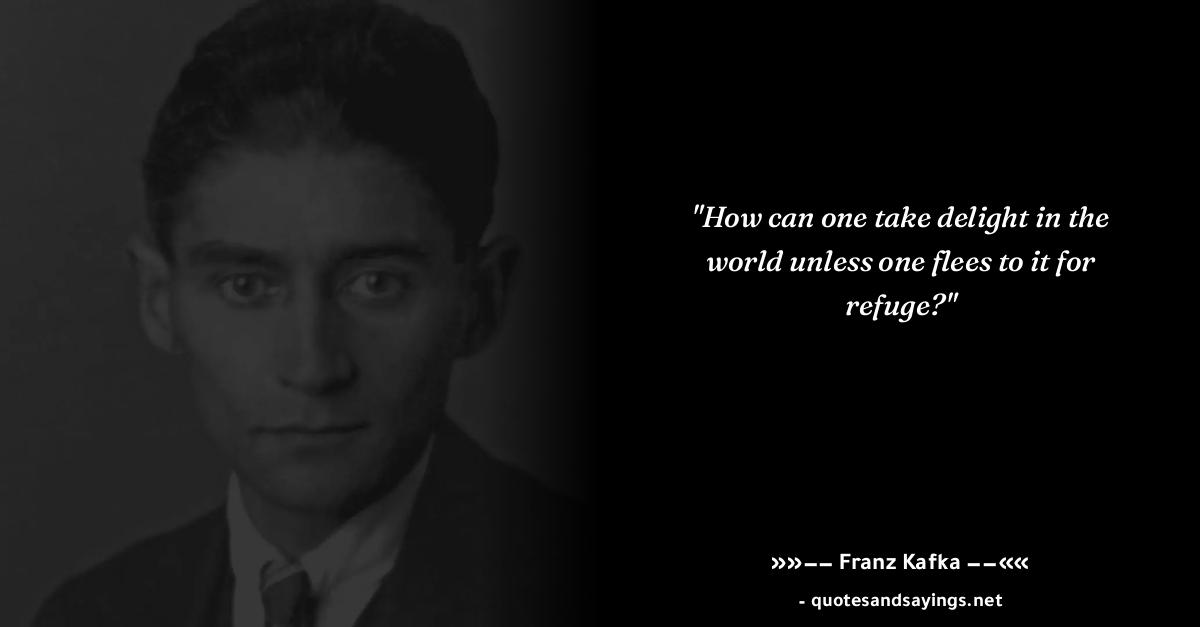 "How can one take delight in the
world unless one flees to it for
refuge?"
»»−− Franz Kafka −−««
- quotesandsayings.net